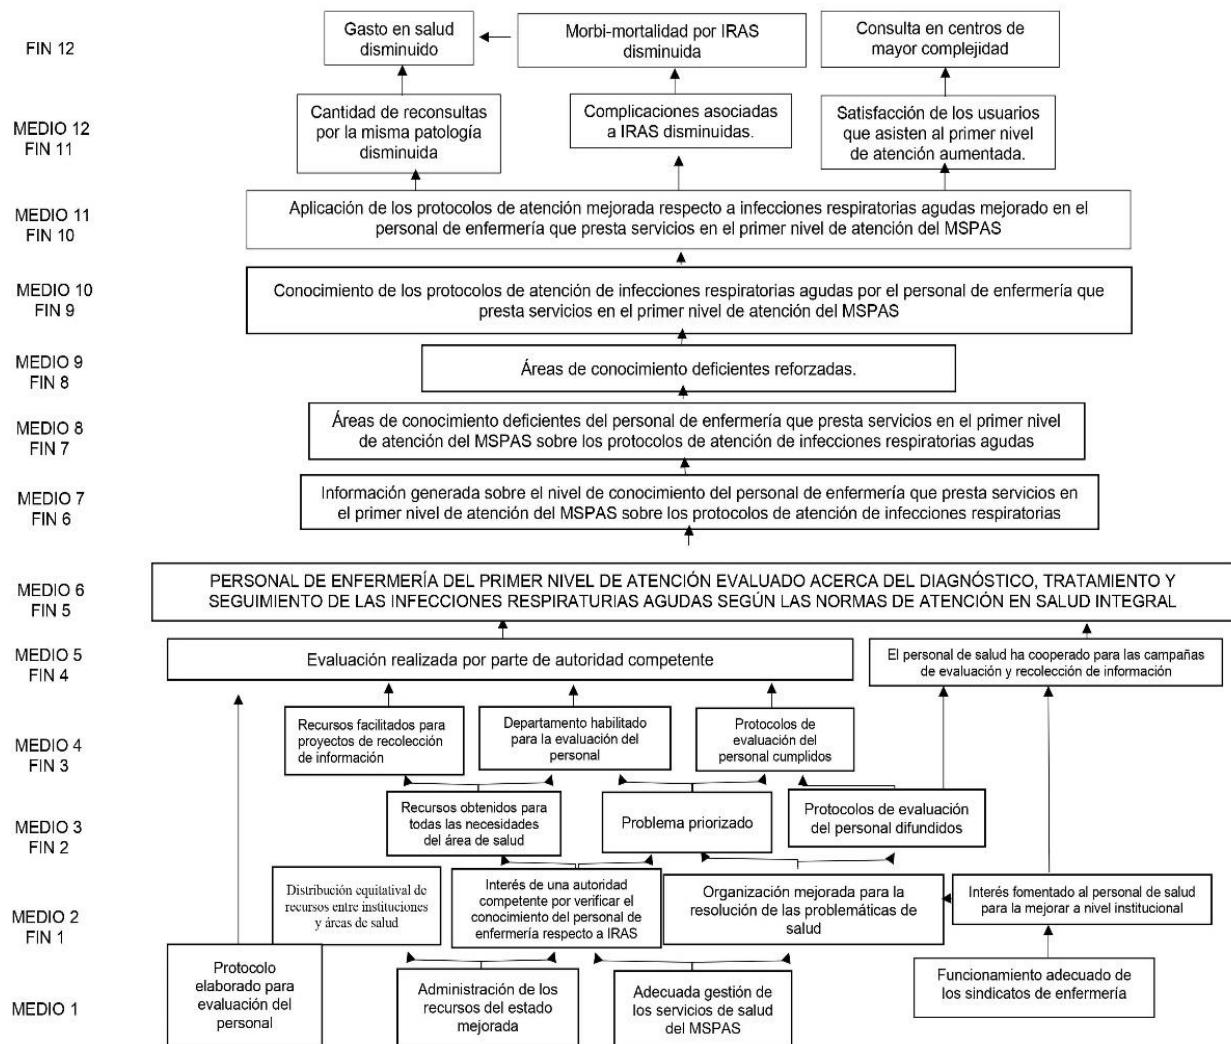 FIN 12
Gasto en salud
disminuido
Morbi-mortalidad por IRAS
disminuida
Consulta en centros de
mayor complejidad
MEDIO 12
FIN 11
Cantidad de reconsultas
por la misma patología
disminuida
Complicaciones asociadas
a IRAS disminuidas.
Satisfacción de los usuarios
que asisten al primer nivel
de atención aumentada.
MEDIO 11
FIN 10
Aplicación de los protocolos de atención mejorada respecto a infecciones respiratorias agudas mejorado en el
personal de enfermería que presta servicios en el primer nivel de atención del MSPAS
MEDIO 10
FIN 9
Conocimiento de los protocolos de atención de infecciones respiratorias agudas por el personal de enfermería que
presta servicios en el primer nivel de atención del MSPAS
MEDIO 9
FIN 8
Áreas de conocimiento deficientes reforzadas.
MEDIO 8
FIN 7
Áreas de conocimiento deficientes del personal de enfermería que presta servicios en el primer nivel
de atención del MSPAS sobre los protocolos de atención de infecciones respiratorias agudas
MEDIO 7
FIN 6
Información generada sobre el nivel de conocimiento del personal de enfermería que presta servicios en
el primer nivel de atención del MSPAS sobre los protocolos de atención de infecciones respiratorias
MEDIO 6
FIN 5
PERSONAL DE ENFERMERÍA DEL PRIMER NIVEL DE ATENCIÓN EVALUADO ACERCA DEL DIAGNÓSTICO, TRATAMIENTO Y
SEGUIMIENTO DE LAS INFECCIONES RESPIRATURIAS AGUDAS SEGÚN LAS NORMAS DE ATENCIÓN EN SALUD INTEGRAL
MEDIO 5
FIN 4
Evaluación realizada por parte de autoridad competente
El personal de salud ha cooperado para las campañas
de evaluación y recolección de información
MEDIO 4
FIN 3
Recursos facilitados para
proyectos de recolección
de información
Departamento habilitado
para la evaluación del
personal
Protocolos de
evaluación del
personal cumplidos
MEDIO 3
FIN 2
Recursos obtenidos para
todas las necesidades
del área de salud
Problema priorizado
Protocolos de evaluación
del personal difundidos
MEDIO 2
FIN 1
Distribución equitatival de
recursos entre instituciones
y áreas de salud
Interés de una autoridad
competente por verificar el
conocimiento del personal de
enfermería respecto a IRAS
Organización mejorada para la
resolución de las problemáticas de
salud
Interés fomentado al personal de salud
para la mejorar a nivel institucional
MEDIO 1
Protocolo
elaborado para
evaluación del
personal
Administración de los
recursos del estado
mejorada
Adecuada gestión de
los servicios de salud
del MSPAS
Funcionamiento adecuado de
los sindicatos de enfermería